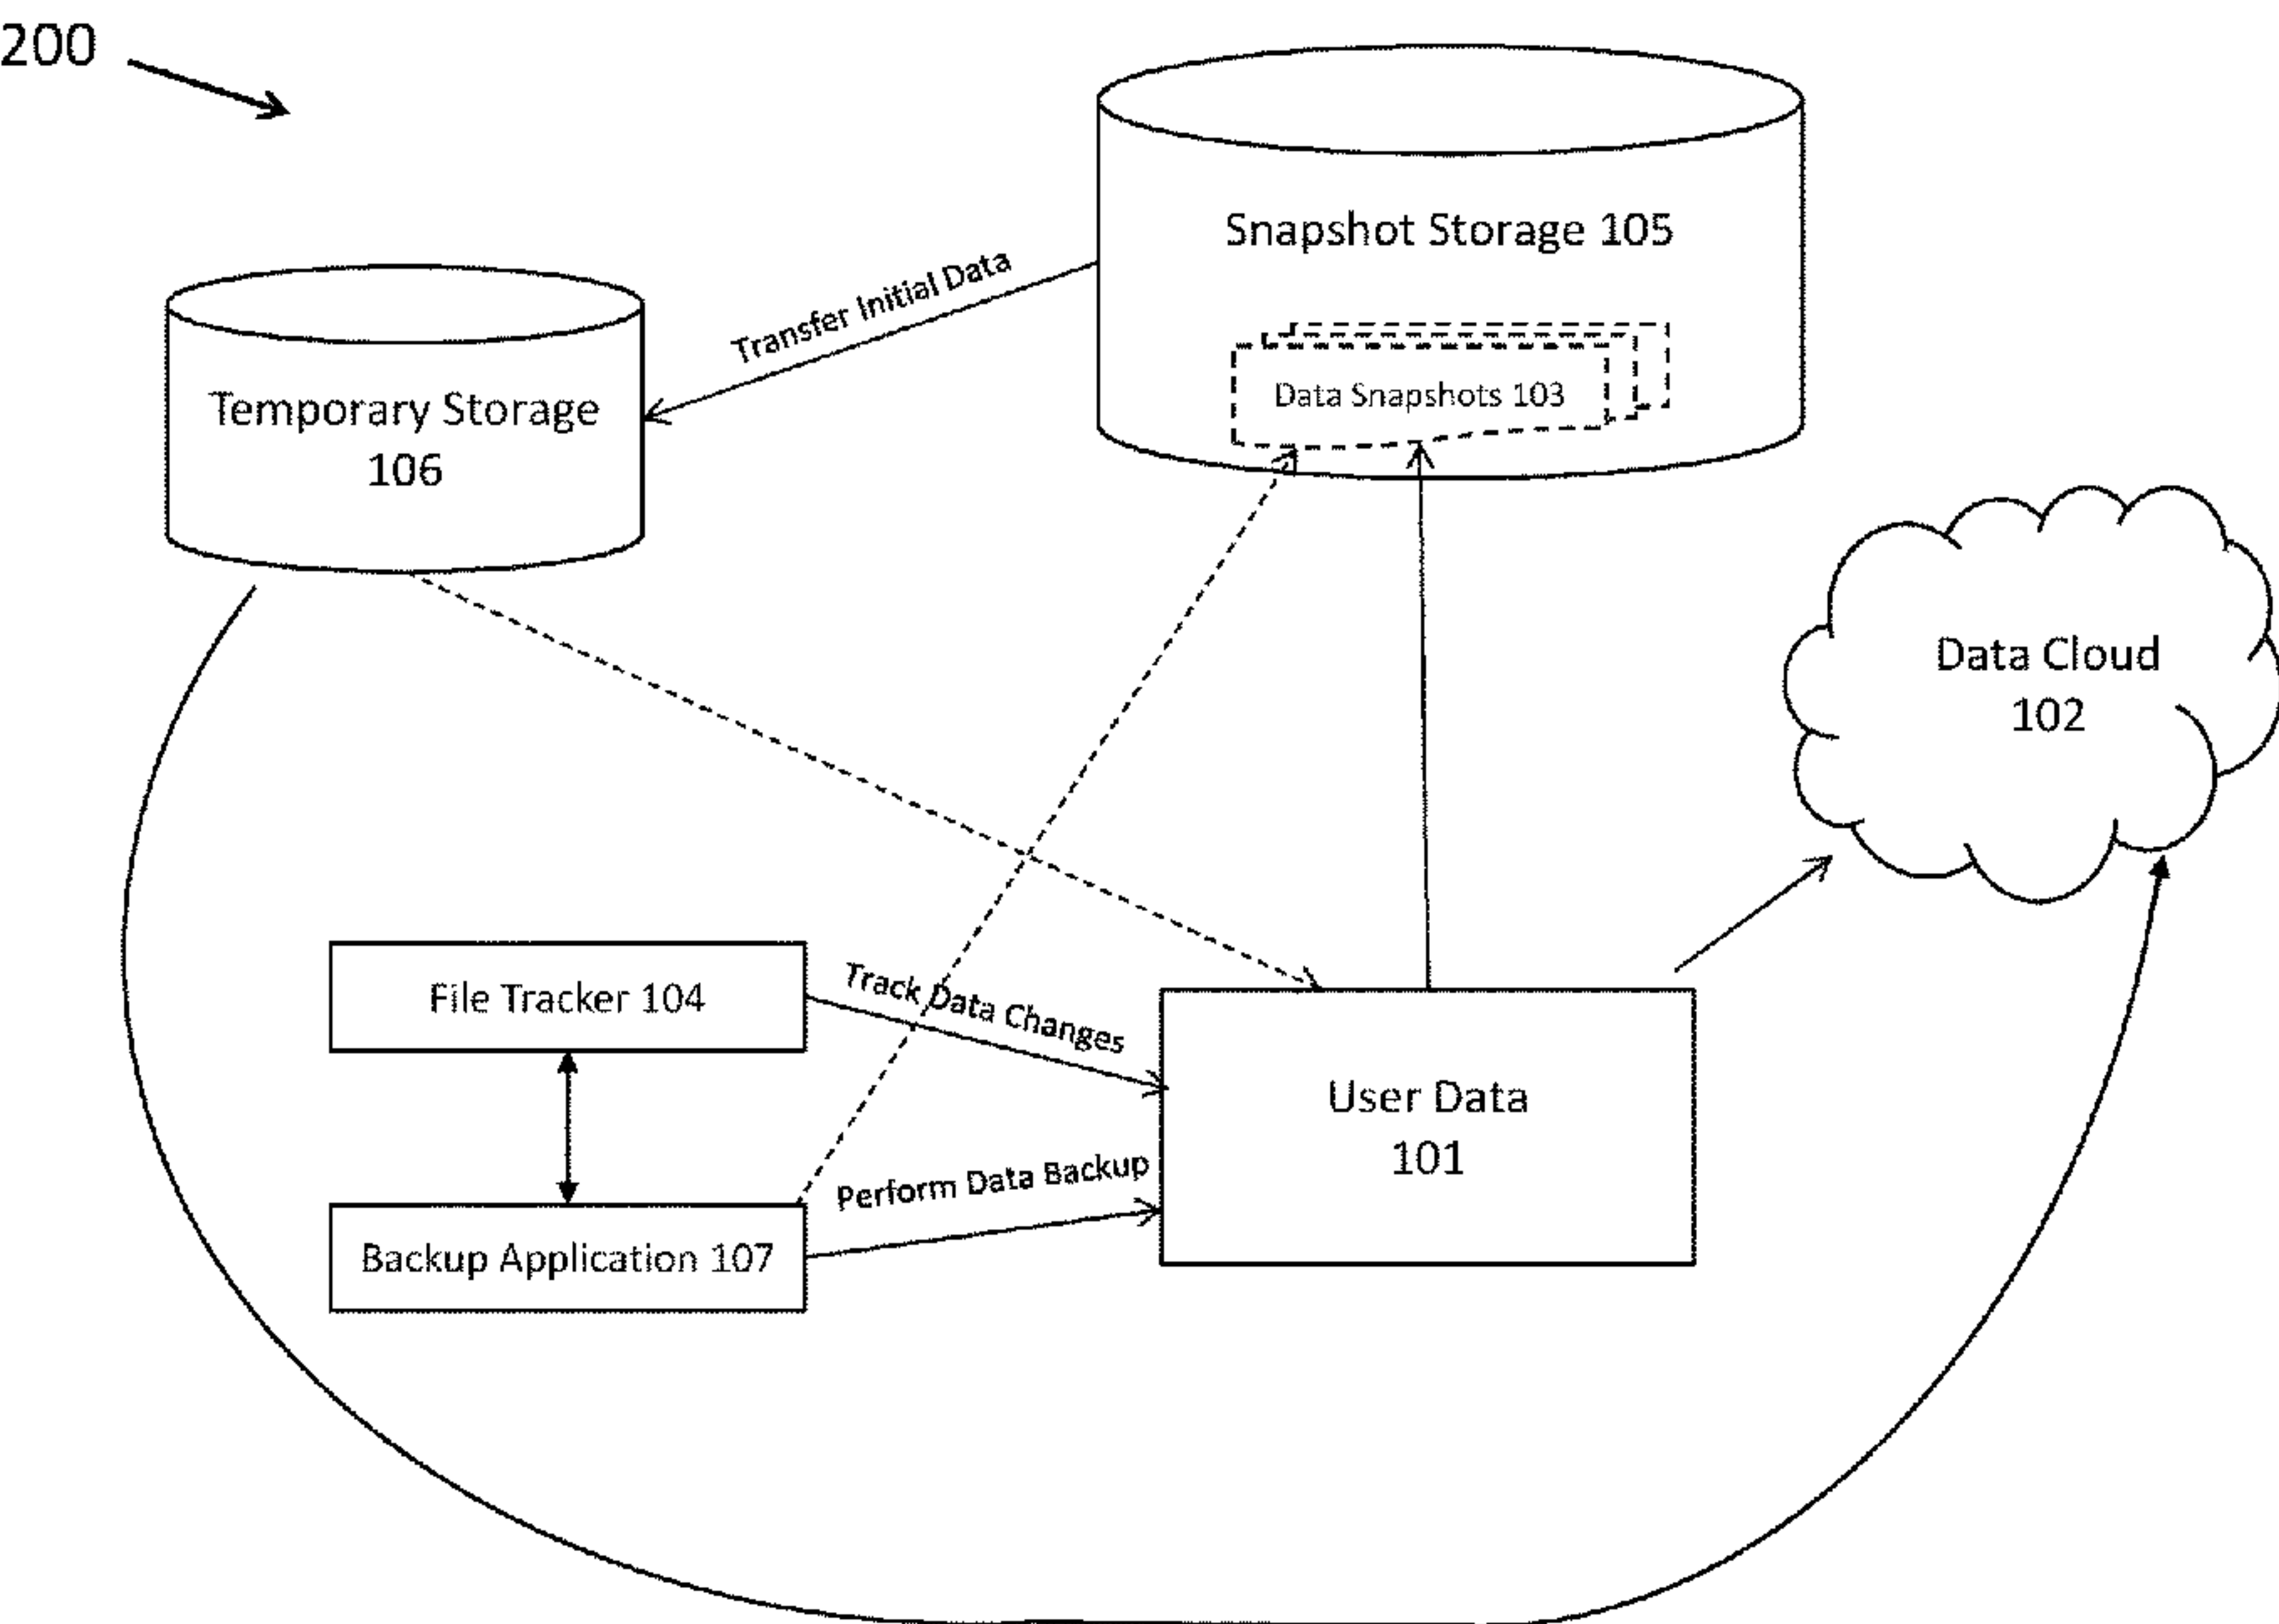 200
Snapshot Storage 105
Transfer Initial Data
Data Snapshots 103
Temporary Storage
106
Data Cloud
102
File Tracker 104
Track Data Changes
User Data
101
Perform Data Backup
Backup Application 107